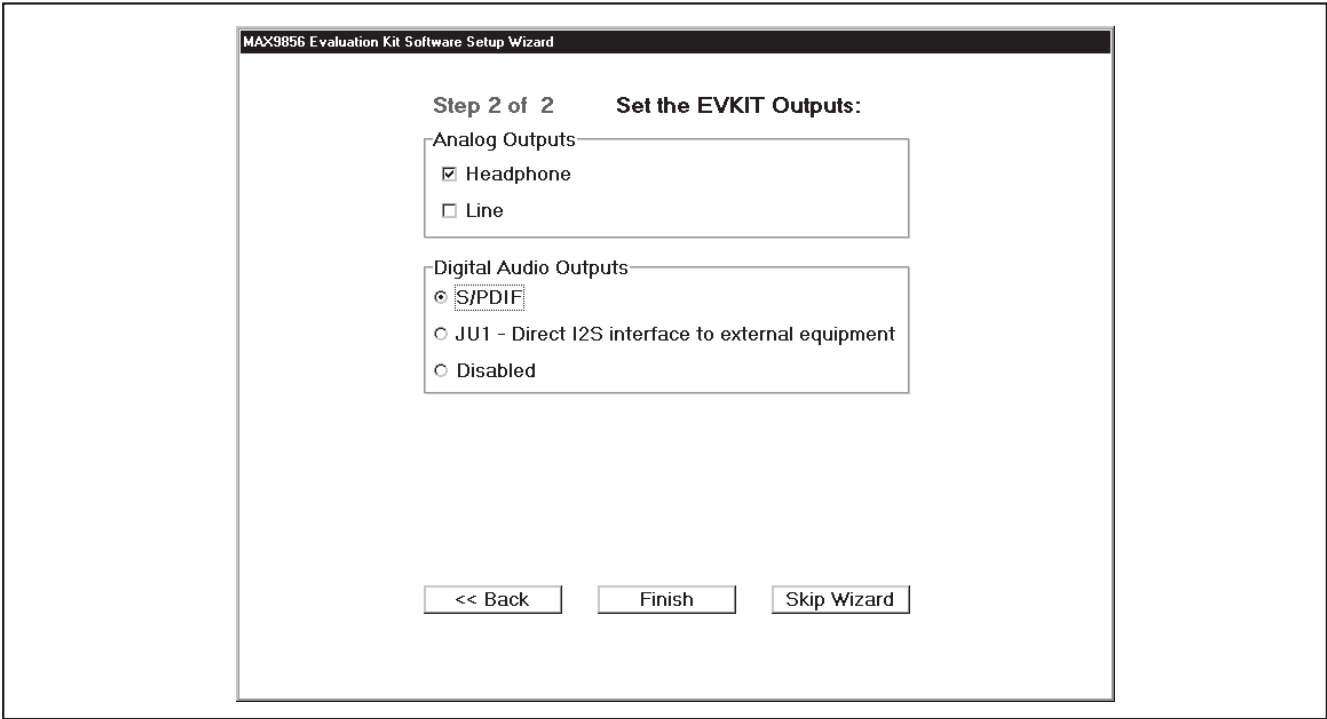 MAX9856 Evaluation Kit Software Setup Wizard
Step 2 of 2 Set the EVKIT Outputs:
Analog Outputs
Headphone
Line
Digital Audio Outputs
S/PDIF
JU1 - Direct I2S interface to external equipment
Disabled
<< Back Finish Skip Wizard